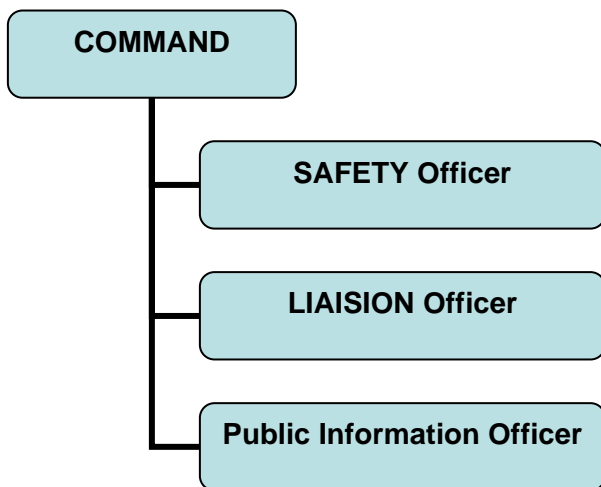 COMMAND
SAFETY Officer
LIAISION Officer
Public Information Officer